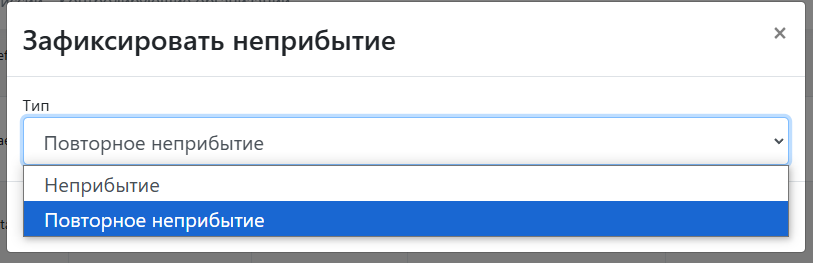 Зафиксировать неприбытие
×
Тип
Повторное неприбытие
Неприбытие
Повторное неприбытие